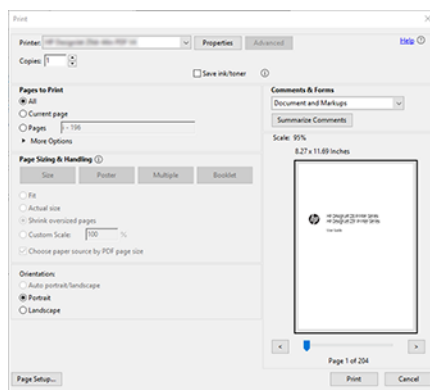 Print
Printer:
Properties
Advanced
Help
Copies: 1
Save ink/toner
Pages to Print
All
Current page
Pages i - 196
More Options
Page Sizing & Handling
Size
Poster
Multiple
Booklet
Fit
Actual size
Shrink oversized pages
Custom Scale: 100 %
Choose paper source by PDF page size
Orientation:
Auto portrait/landscape
Portrait
Landscape
Comments & Forms
Document and Markups
Summarize Comments
Scale: 95%
8.27 x 11.69 Inches
hp
User Guide
<
>
Page 1 of 204
Page Setup...
Print
Cancel